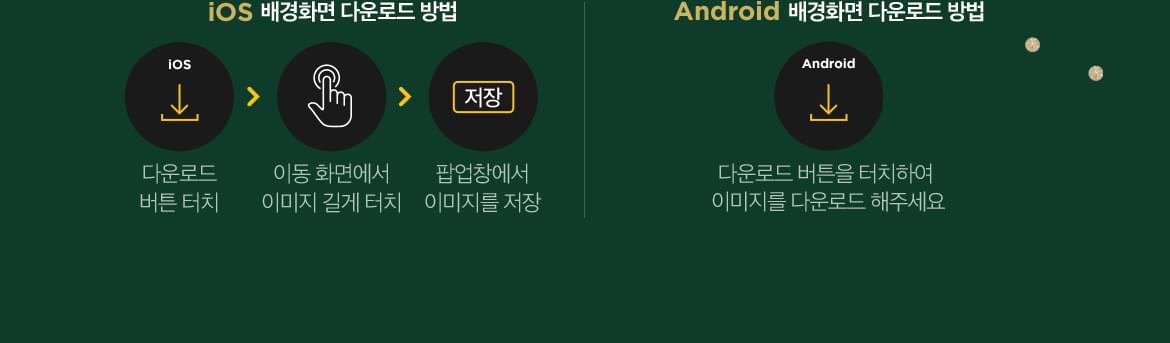 iOS 배경화면 다운로드 방법
iOS
저장
다운로드
버튼 터치
이동 화면에서
이미지 길게 터치
팝업창에서
이미지를 저장
Android 배경화면 다운로드 방법
Android
다운로드 버튼을 터치하여
이미지를 다운로드 해주세요